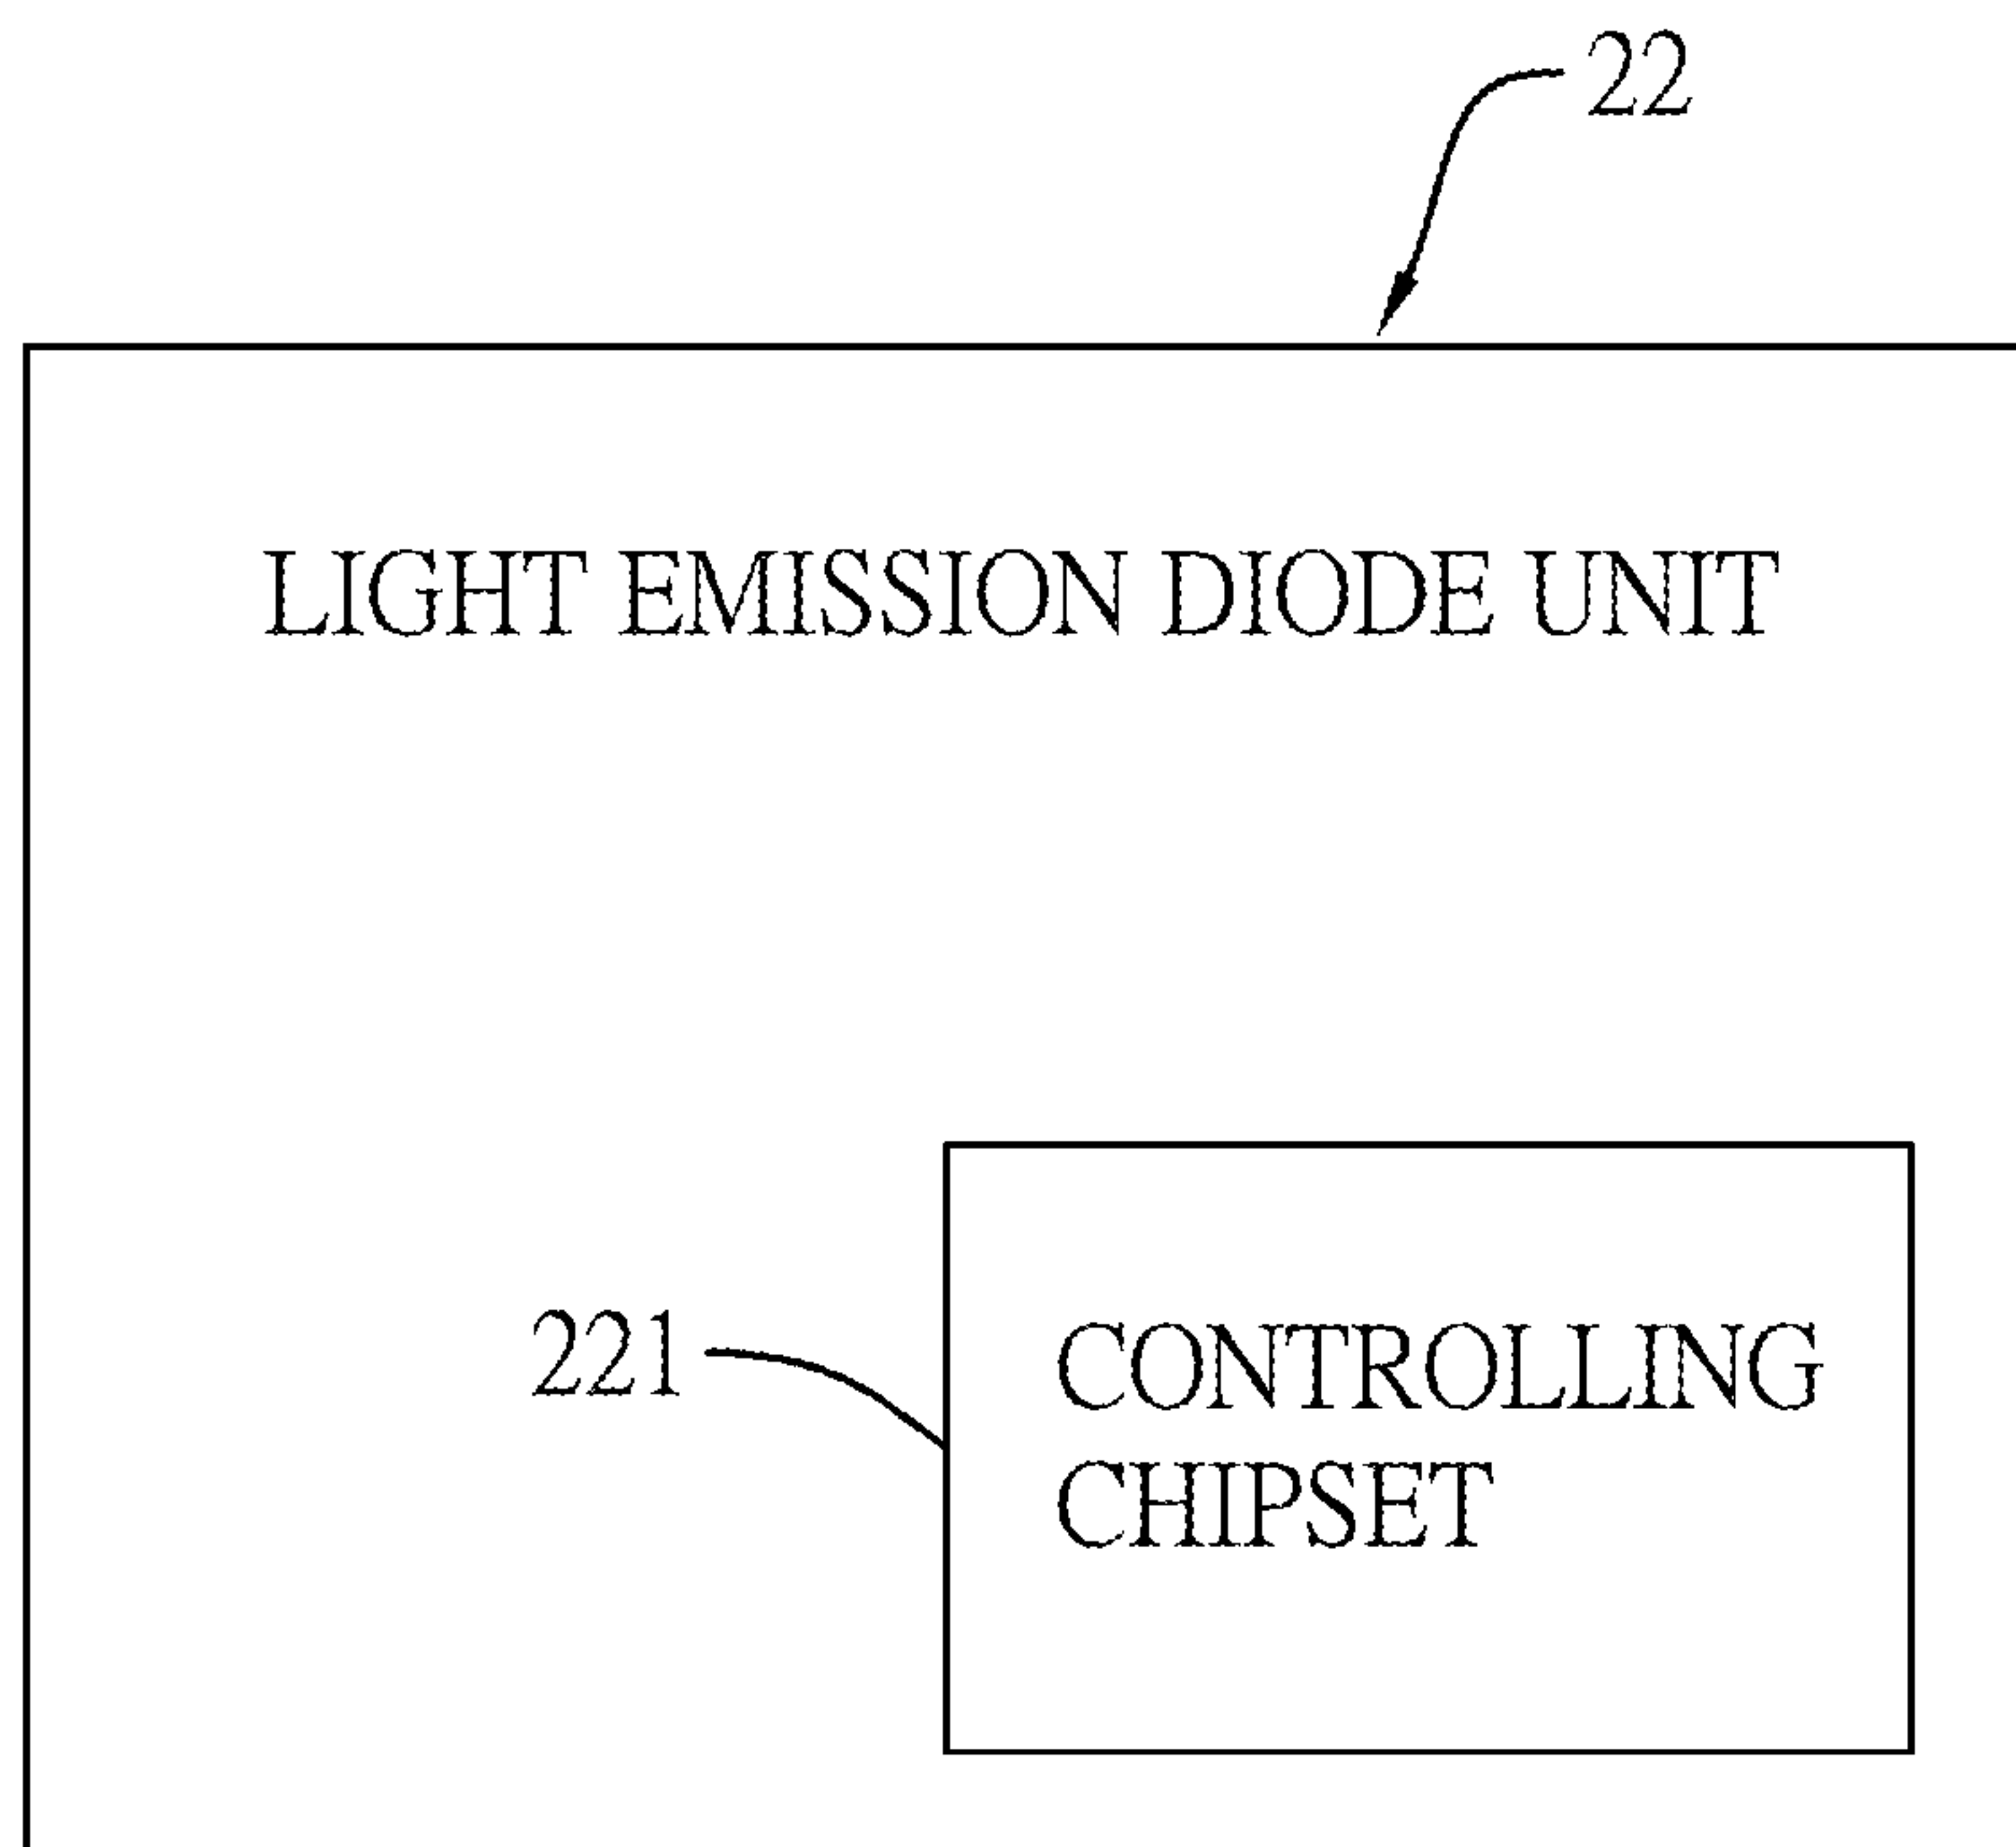 22
LIGHT EMISSION DIODE UNIT
221
CONTROLLING
CHIPSET